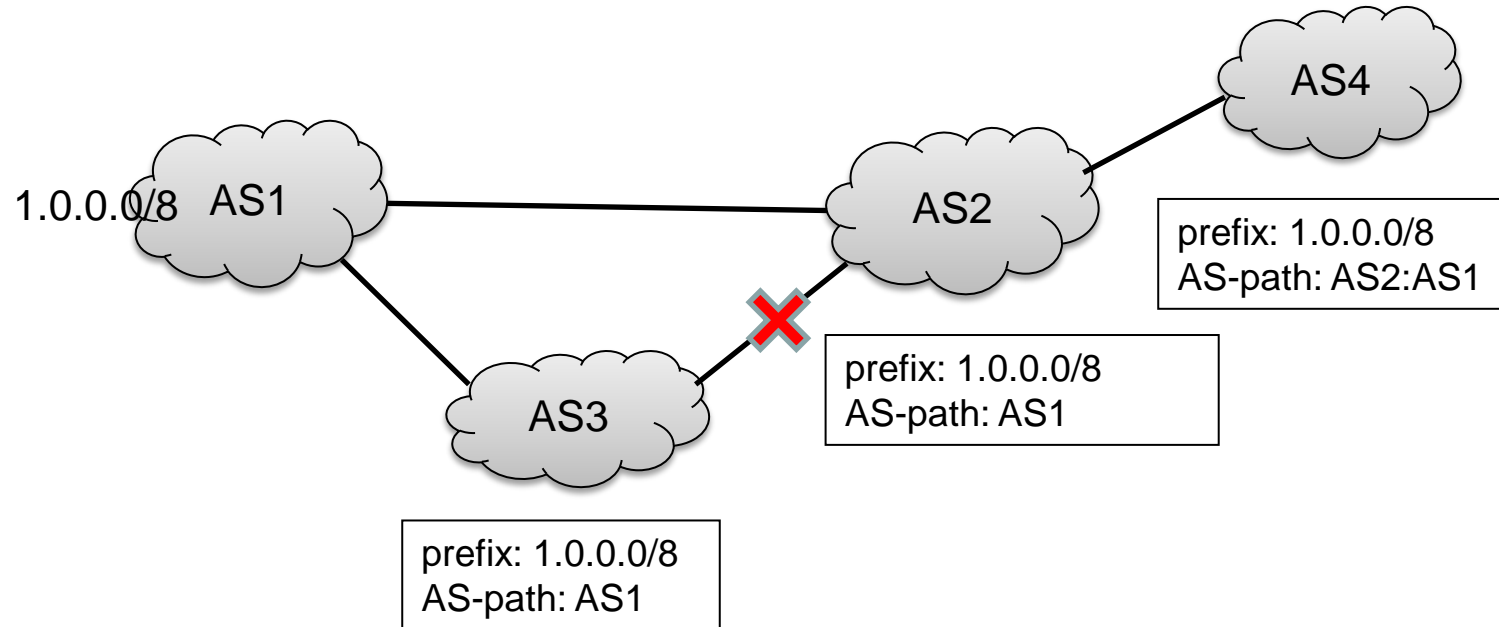 AS4
1.0.0.0/8
AS1
AS2
prefix: 1.0.0.0/8
AS-path: AS2:AS1
prefix: 1.0.0.0/8
AS-path: AS1
AS3
prefix: 1.0.0.0/8
AS-path: AS1